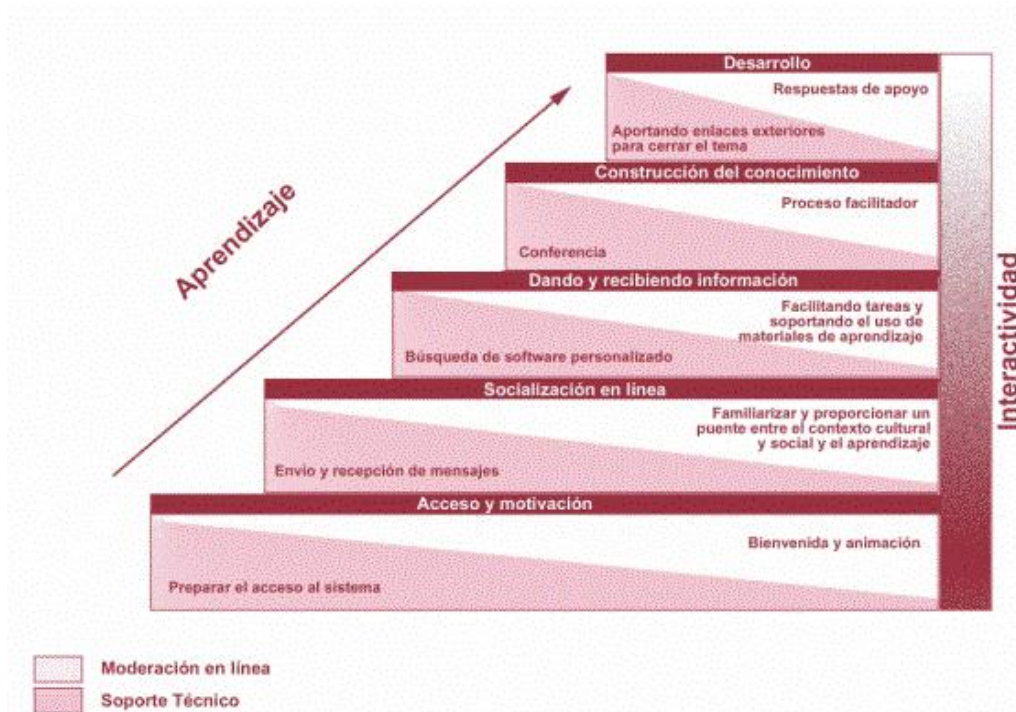 Desarrollo
Respuestas de apoyo
Aportando enlaces exteriores
para cerrar el tema
Construcción del conocimiento
Proceso facilitador
Conferencia
Dando y recibiendo información
Facilitando tareas y
soportando el uso de
materiales de aprendizaje
Búsqueda de software personalizado
Socialización en línea
Familiarizar y proporcionar un
puente entre el contexto cultural
y social y el aprendizaje
Envio y recepción de mensajes
Acceso y motivación
Bienvenida y animación
Preparar el acceso al sistema
Aprendizaje
Interactividad
Moderación en línea
Soporte Técnico